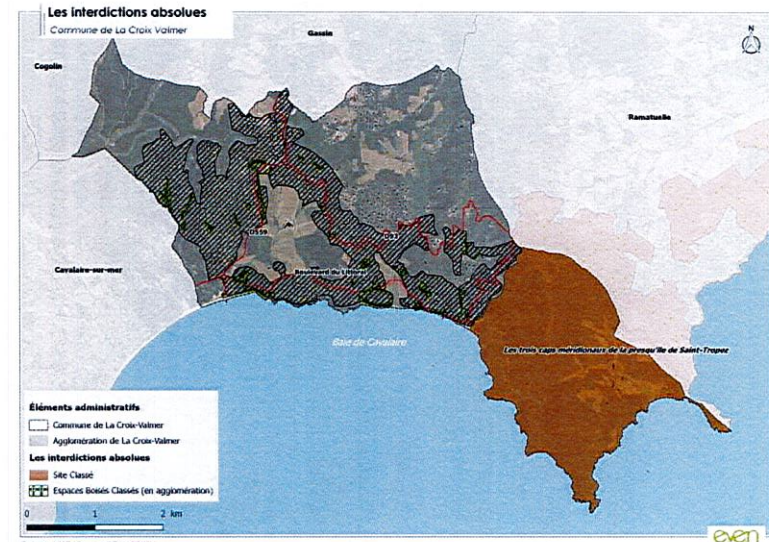 Les interdictions absolues
Commune de La Croix Valmer
Gassin
Cogolin
Ramatuelle
D559
D93
Cavalaire-sur-mer
Boulevard du Littoral
Baie de Cavalaire
Les trois caps méridionaux de la presqu'île de Saint-Tropez
Éléments administratifs
Commune de La Croix-Valmer
Agglomération de La Croix-Valmer
Les interdictions absolues
Site Classé
Espaces Boisés Classés (en agglomération)
0 1 2 km
even